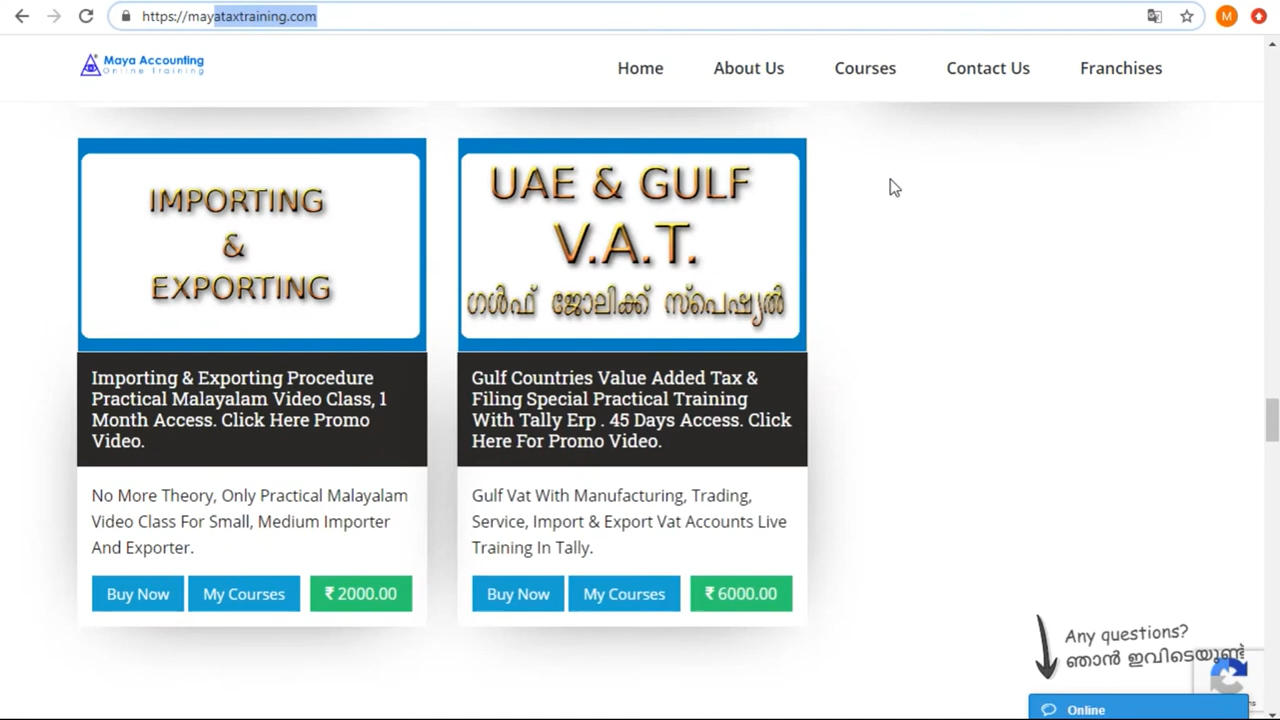 https://mayataxtraining.com
M
Maya Accounting
Online Training
Home
About Us
Courses
Contact Us
Franchises
IMPORTING
&
EXPORTING
Importing & Exporting Procedure
Practical Malayalam Video Class, 1
Month Access. Click Here Promo
Video.
No More Theory, Only Practical Malayalam
Video Class For Small, Medium Importer
And Exporter.
Buy Now
My Courses
₹ 2000.00
UAE & GULF
V.A.T.
ഗൾഫ് ജോലിക്ക് സ്പെഷ്യൽ
Gulf Countries Value Added Tax &
Filing Special Practical Training
With Tally Erp . 45 Days Access. Click
Here For Promo Video.
Gulf Vat With Manufacturing, Trading,
Service, Import & Export Vat Accounts Live
Training In Tally.
Buy Now
My Courses
₹ 6000.00
Any questions?
ഞാൻ ഇവിടെയുണ്ട്
Online